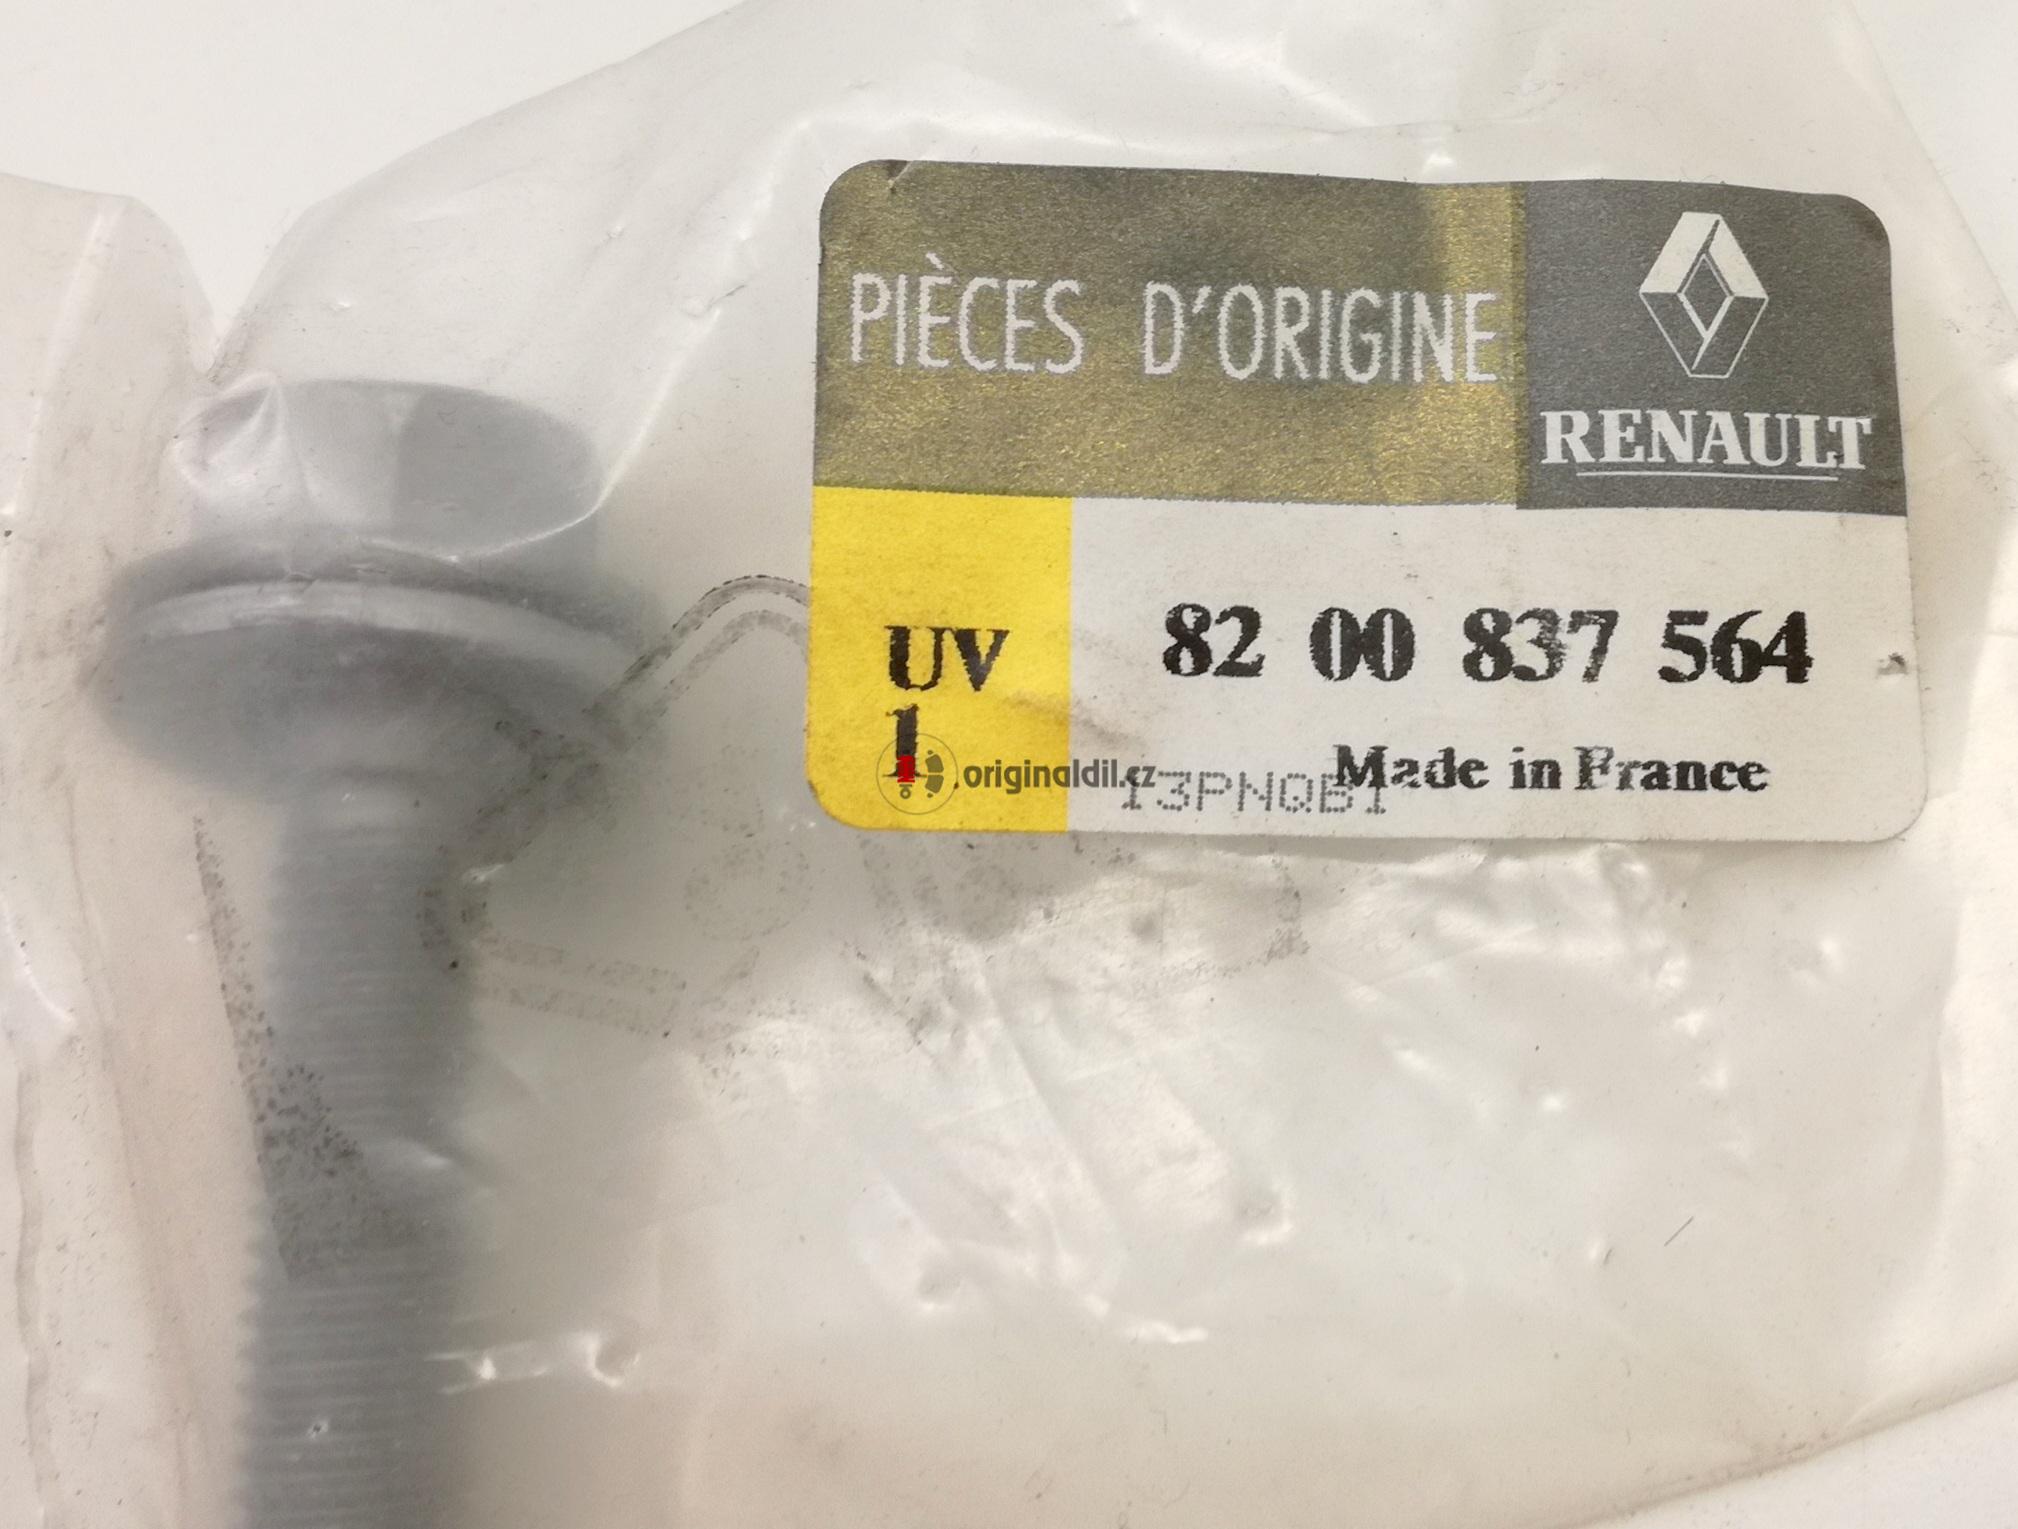 PIÈCES D'ORIGINE
RENAULT
UV
1
82 00 837 564
Made in France
originaldil.cz
13PNQB1